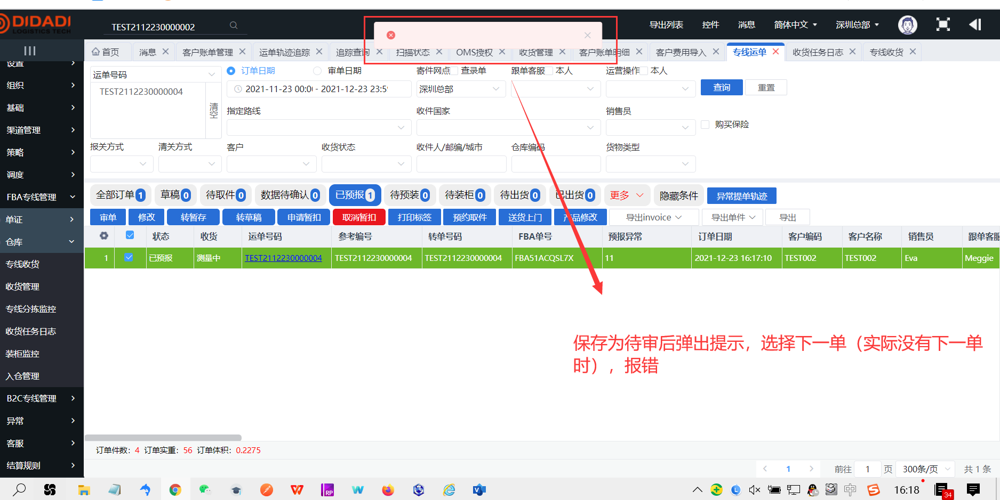 DIDADI
LOGISTICS TECH
TEST2112230000002
导出列表 控件 消息 简体中文 深圳总部
首页 消息 客户账单管理 运单轨迹追踪 追踪查询 扫描状态 OMS授权 收货管理 客户账单明细 客户费用导入 专线运单 收货任务日志 专线收货
设置
组织
基础
渠道管理
策略
调度
FBA专线管理
单证
仓库
专线收货
收货管理
专线分拣监控
收货任务日志
装柜监控
入仓管理
B2C专线管理
异常
客服
结算规则
运单号码 订单日期 审单日期 寄件网点 查录单 跟单客服 本人 运营操作 本人
TEST2112230000004 清空 2021-11-23 00:0 - 2021-12-23 23:5 深圳总部 查询 重置
指定路线 收件国家 销售员 购买保险
报关方式 清关方式 客户 收货状态 收件人/邮编/城市 仓库编码 货物类型
全部订单 1 草稿 0 待取件 0 数据待确认 0 已预报 1 待预装 0 待装柜 0 待出货 0 已出货 0 更多 隐藏条件 异常提单轨迹
审单 修改 转暂存 转草稿 申请暂扣 取消暂扣 打印标签 预约取件 送货上门 产品修改 导出invoice 导出单件 导出
状态 收货 运单号码 参考编号 转单号码 FBA单号 预报异常 订单日期 客户编码 客户名称 销售员 跟单客服
1 已预报 测量中 TEST2112230000004 TEST2112230000004 TEST2112230000004 FBA51ACQSL7X 11 2021-12-23 16:17:10 TEST002 TEST002 Eva Meggie
保存为待审后弹出提示，选择下一单（实际没有下一单
时），报错
订单件数：4 订单实重：56 订单体积：0.2275
1 前往 1 页 300条/页 共 1 条
RP
中
16:18
34